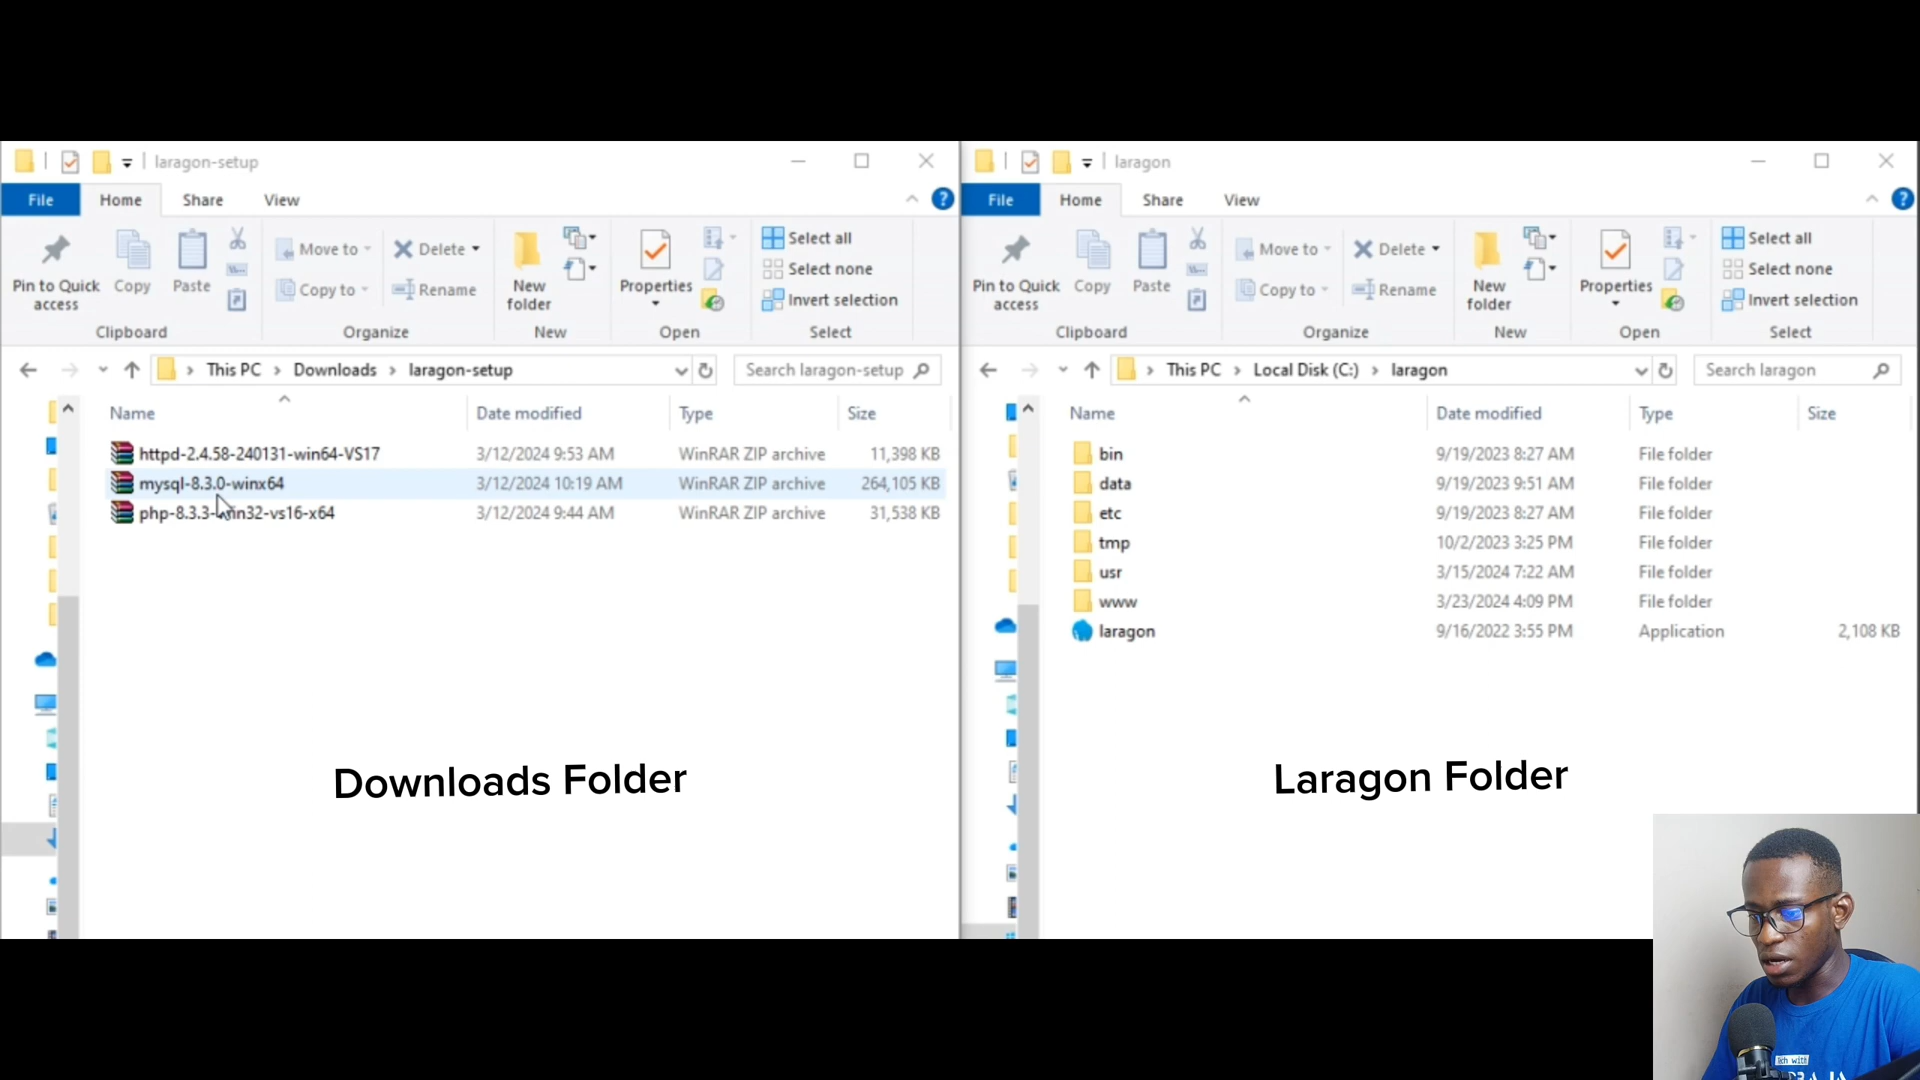 laragon-setup
File Home Share View
Pin to Quick access
Copy
Paste
Clipboard
Move to
Copy to
Delete
Rename
Organize
New folder
New
Properties
Open
Select all
Select none
Invert selection
Select
This PC > Downloads > laragon-setup
Search laragon-setup
Name Date modified Type Size
httpd-2.4.58-240131-win64-VS17 3/12/2024 9:53 AM WinRAR ZIP archive 11,398 KB
mysql-8.3.0-winx64 3/12/2024 10:19 AM WinRAR ZIP archive 264,105 KB
php-8.3.3-win32-vs16-x64 3/12/2024 9:44 AM WinRAR ZIP archive 31,538 KB
Downloads Folder
laragon
File Home Share View
Pin to Quick access
Copy
Paste
Clipboard
Move to
Copy to
Delete
Rename
Organize
New folder
New
Properties
Open
Select all
Select none
Invert selection
Select
This PC > Local Disk (C:) > laragon
Search laragon
Name Date modified Type Size
bin 9/19/2023 8:27 AM File folder
data 9/19/2023 9:51 AM File folder
etc 9/19/2023 8:27 AM File folder
tmp 10/2/2023 3:25 PM File folder
usr 3/15/2024 7:22 AM File folder
www 3/23/2024 4:09 PM File folder
laragon 9/16/2022 3:55 PM Application 2,108 KB
Laragon Folder